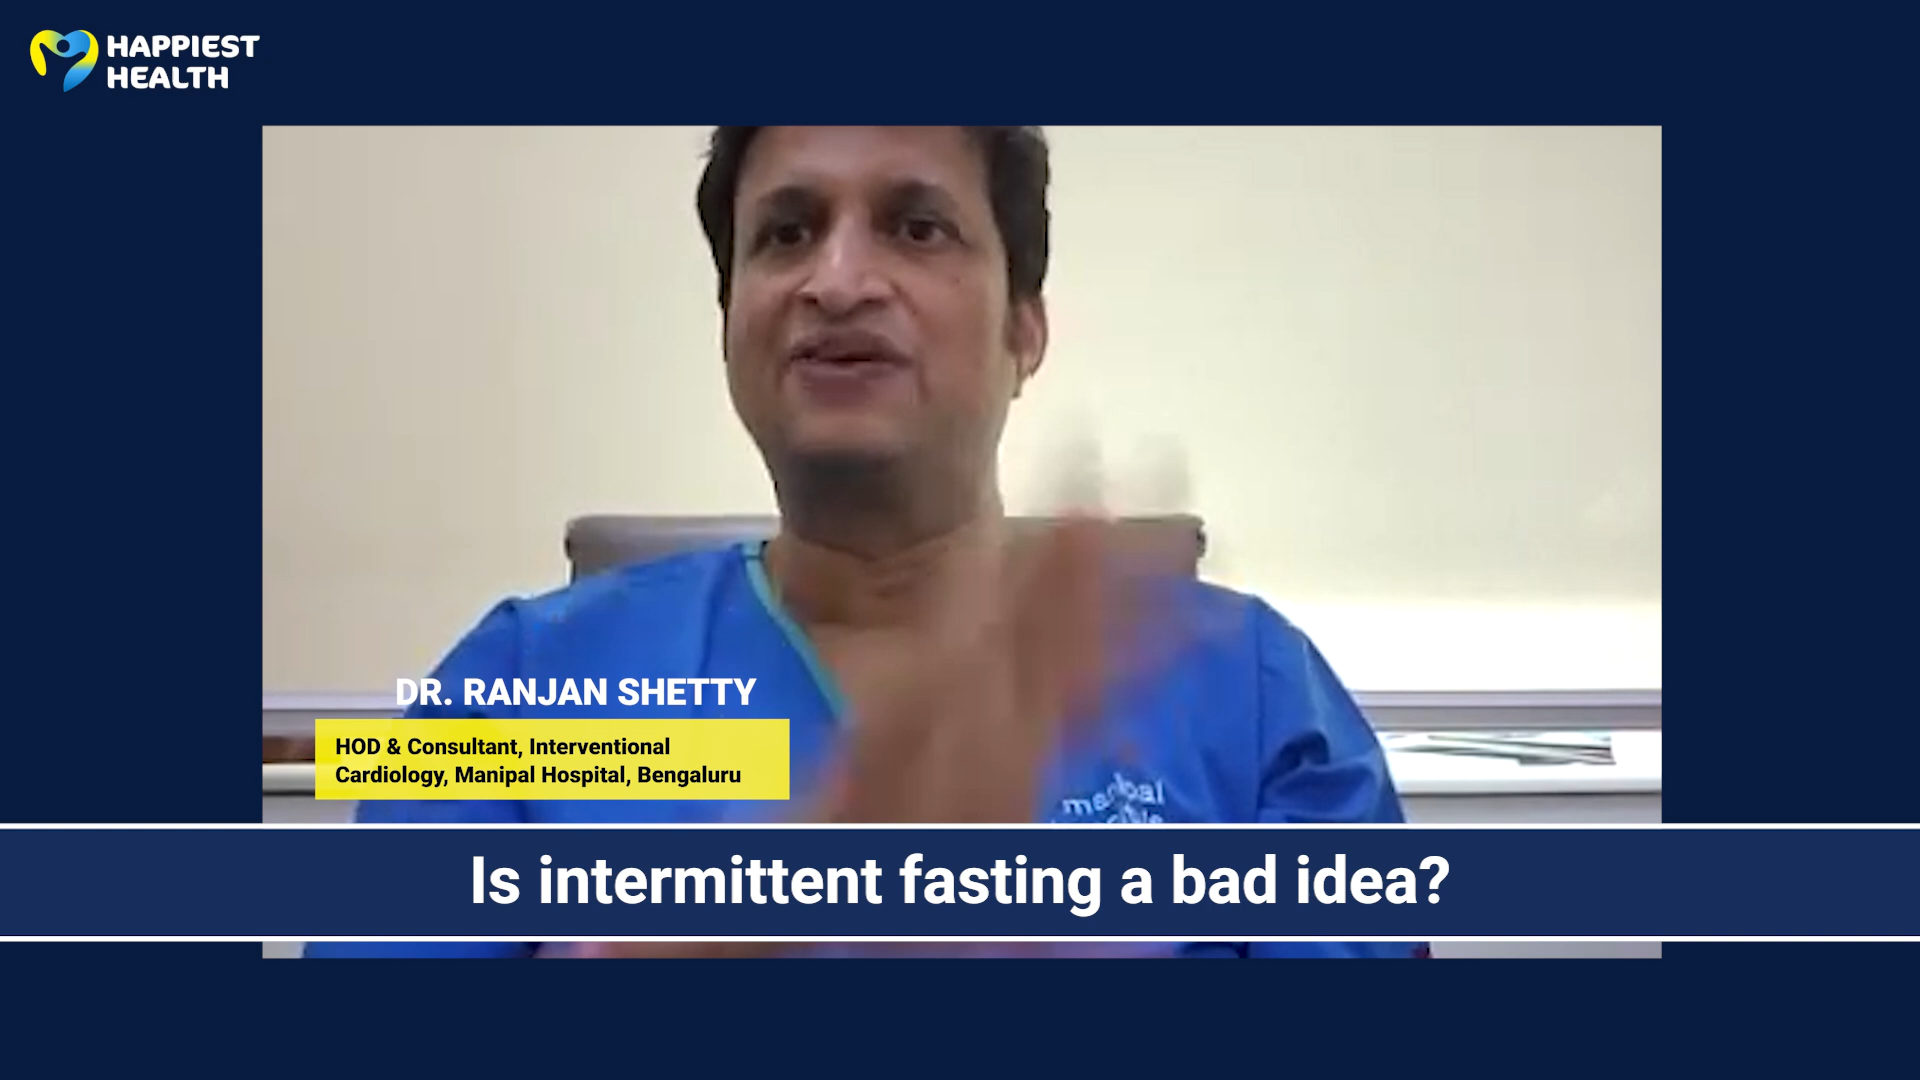 HAPPIEST
HEALTH
DR. RANJAN SHETTY
HOD & Consultant, Interventional
Cardiology, Manipal Hospital, Bengaluru
Is intermittent fasting a bad idea?